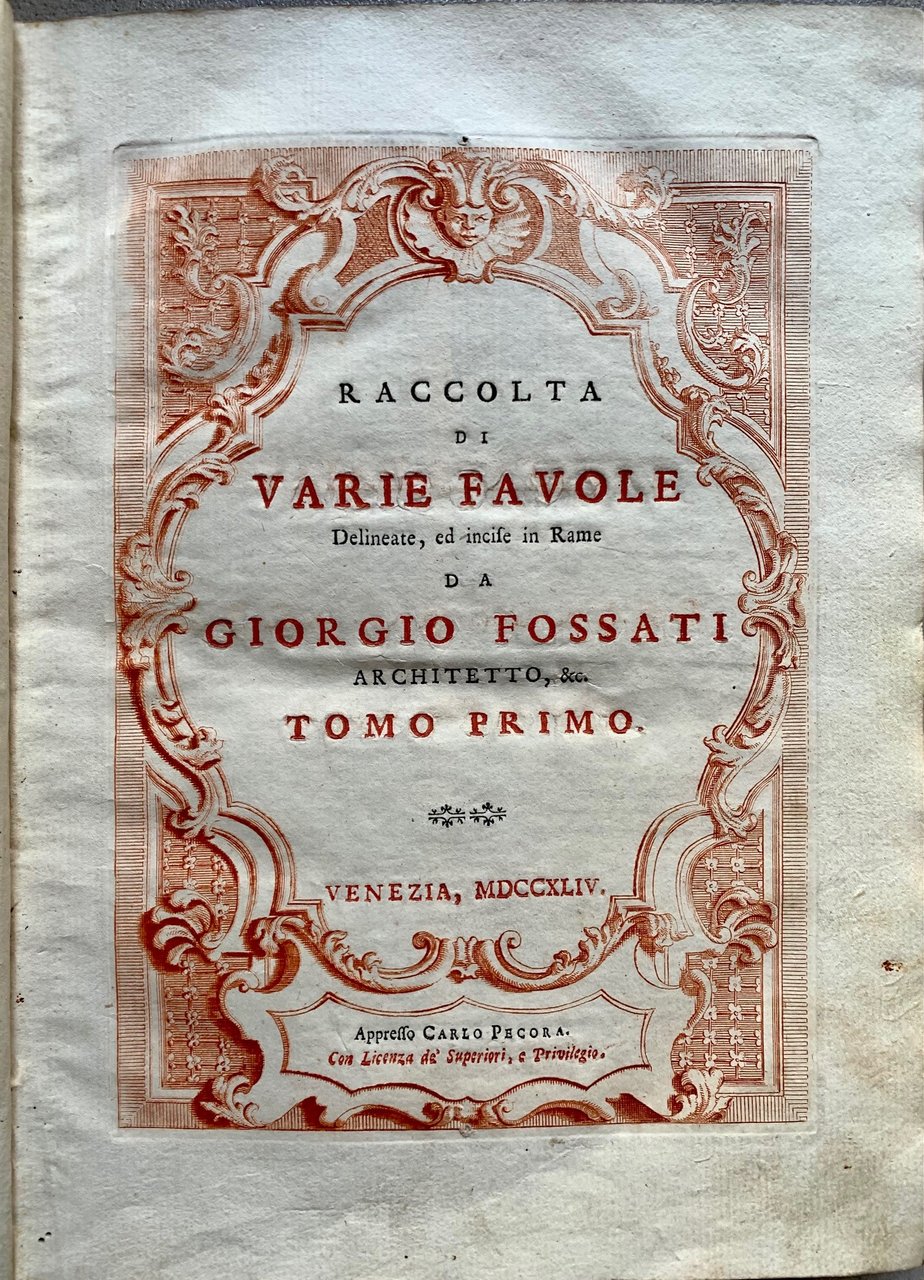 RACCOLTA
DI
VARIE FAVOLE
Delineate, ed inciſe in Rame
DA
GIORGIO FOSSATI
ARCHITETTO, &c.
TOMO PRIMO.
VENEZIA, MDCCXLIV.
Appreſſo CARLO PECORA.
Con Licenza de' Superiori, e Privilegio.